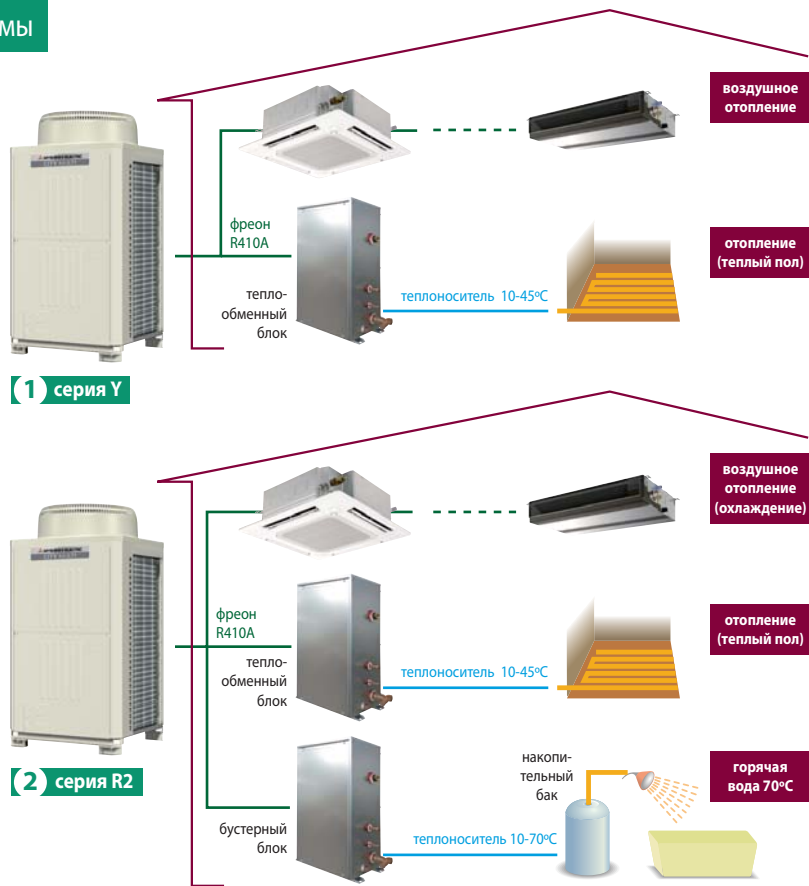 МЫ
воздушное
отопление
фреон
R410A
отопление
(теплый пол)
тепло-
обменный
блок
теплоноситель 10-45ºC
1 серия Y
воздушное
отопление
(охлаждение)
фреон
R410A
отопление
(теплый пол)
тепло-
обменный
блок
теплоноситель 10-45ºC
2 серия R2
накопи-
тельный
бак
горячая
вода 70ºC
бустерный
блок
теплоноситель 10-70ºC